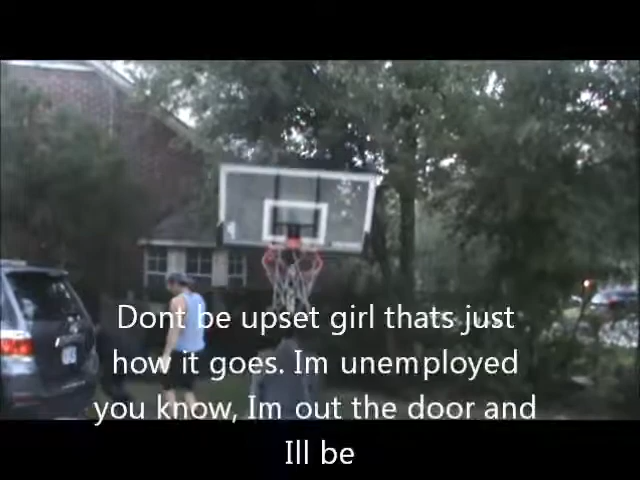 Dont be upset girl thats just
how it goes. Im unemployed
you know, Im out the door and
Ill be